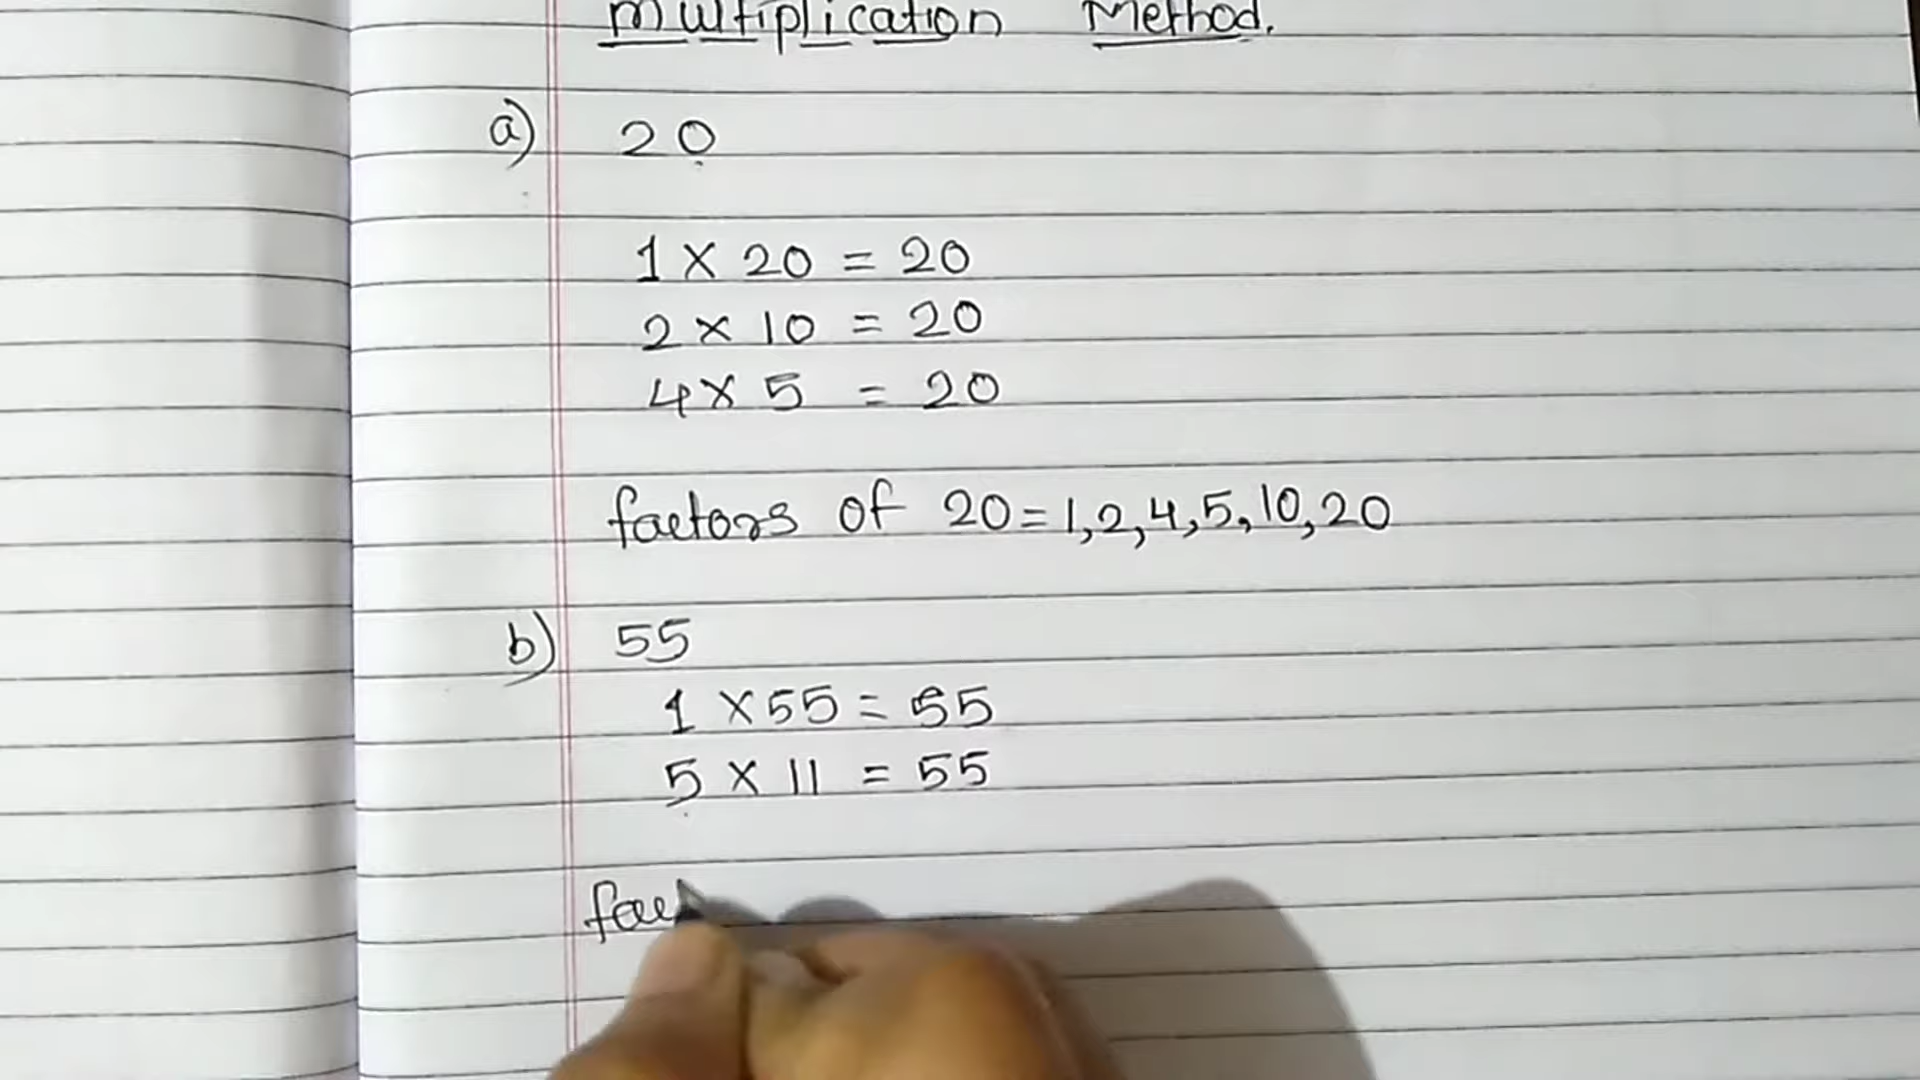 Multiplication Method.
a) 20
1 × 20 = 20
2 × 10 = 20
4 × 5 = 20
factors of 20 = 1, 2, 4, 5, 10, 20
b) 55
1 × 55 = 55
5 × 11 = 55